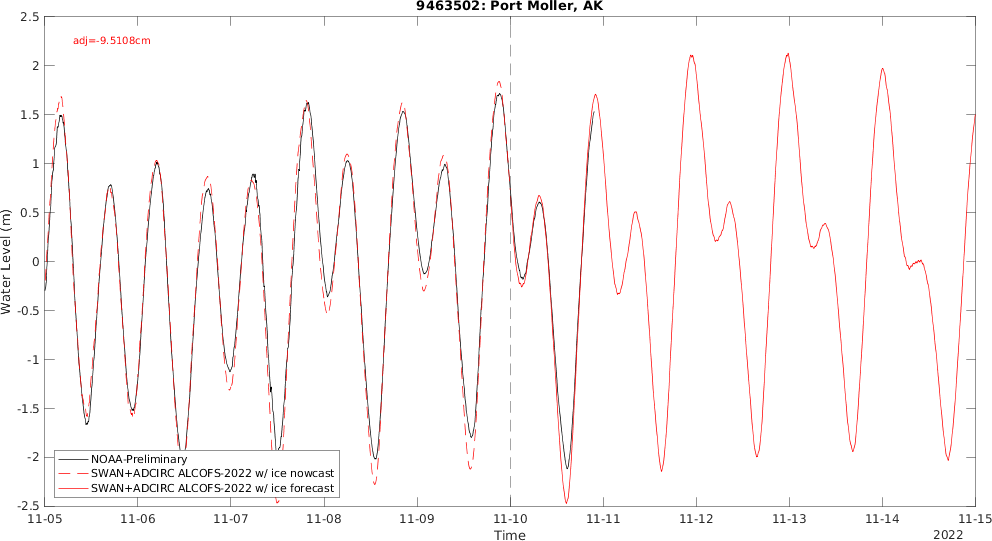 9463502: Port Moller, AK
adj=-9.5108cm
Water Level (m)
2.5
2
1.5
1
0.5
0
-0.5
-1
-1.5
-2
-2.5
NOAA-Preliminary
SWAN+ADCIRC ALCOFS-2022 w/ ice nowcast
SWAN+ADCIRC ALCOFS-2022 w/ ice forecast
11-05 11-06 11-07 11-08 11-09 11-10 11-11 11-12 11-13 11-14 11-15
Time
2022